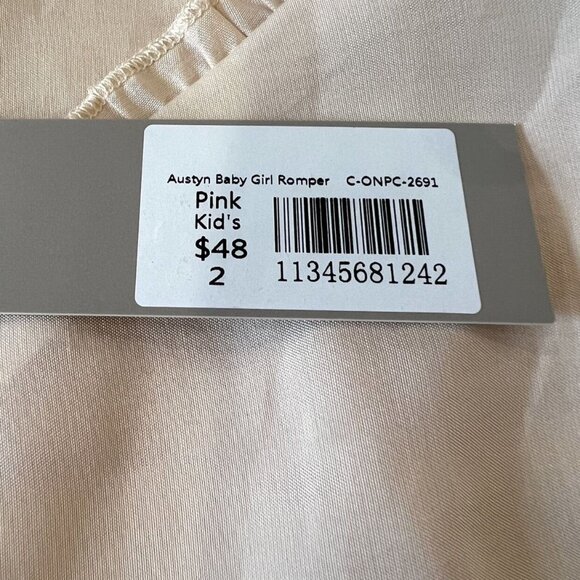 Austyn Baby Girl Romper C-ONPC-2691
Pink
Kid's
$48
2
11345681242